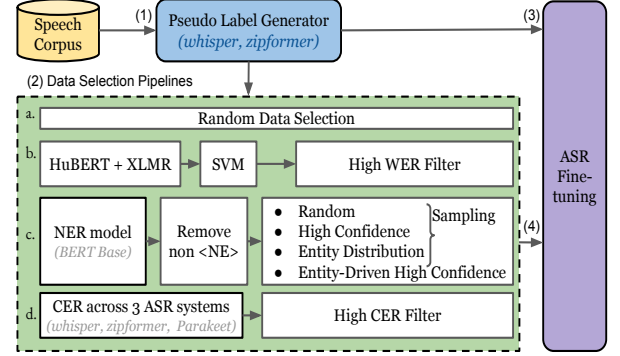 Speech
Corpus
(1)
Pseudo Label Generator
(whisper, zipformer)
(3)
(2) Data Selection Pipelines
a.
Random Data Selection
b.
HuBERT + XLMR
SVM
High WER Filter
c.
NER model
(BERT Base)
Remove
non <NE>
● Random
● High Confidence
● Entity Distribution
● Entity-Driven High Confidence
Sampling
d.
CER across 3 ASR systems
(whisper, zipformer, Parakeet)
High CER Filter
(4)
ASR
Fine-
tuning